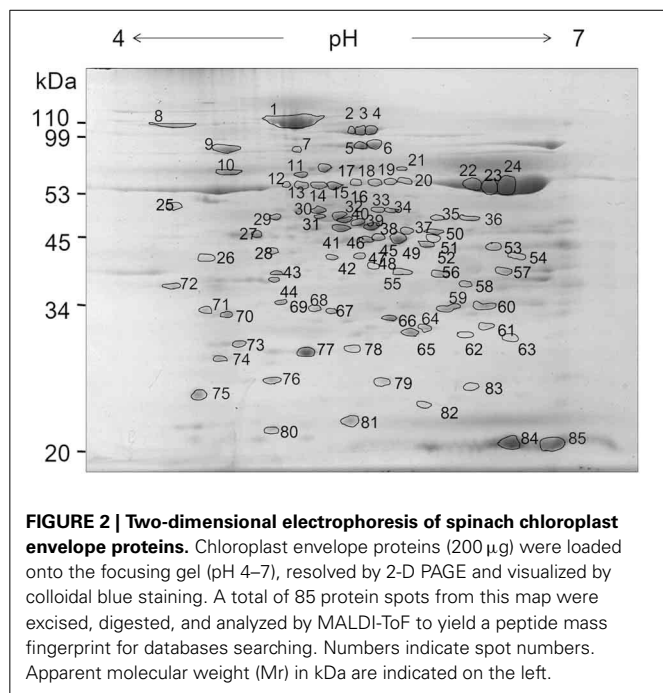 4 pH 7
kDa
1
2 3 4
110
8
99
9 7 5 6
10 11 21
12 17 18 19 20 22 23 24
53
13 14 15
25 16
30 32 33 34
29 40 35 36
31
27 37 50
45
41 46 38 45 49 51 53
28 52 54
26 42 47 48
43 55 56 57
72 58
44
34
71 70 69 68 67 59 60
66 64 61
65 62 63
73 77 78
74
76 79 83
75
82
81
80 84 85
20
FIGURE 2 | Two-dimensional electrophoresis of spinach chloroplast
envelope proteins. Chloroplast envelope proteins (200 µg) were loaded
onto the focusing gel (pH 4–7), resolved by 2-D PAGE and visualized by
colloidal blue staining. A total of 85 protein spots from this map were
excised, digested, and analyzed by MALDI-ToF to yield a peptide mass
fingerprint for databases searching. Numbers indicate spot numbers.
Apparent molecular weight (Mr) in kDa are indicated on the left.